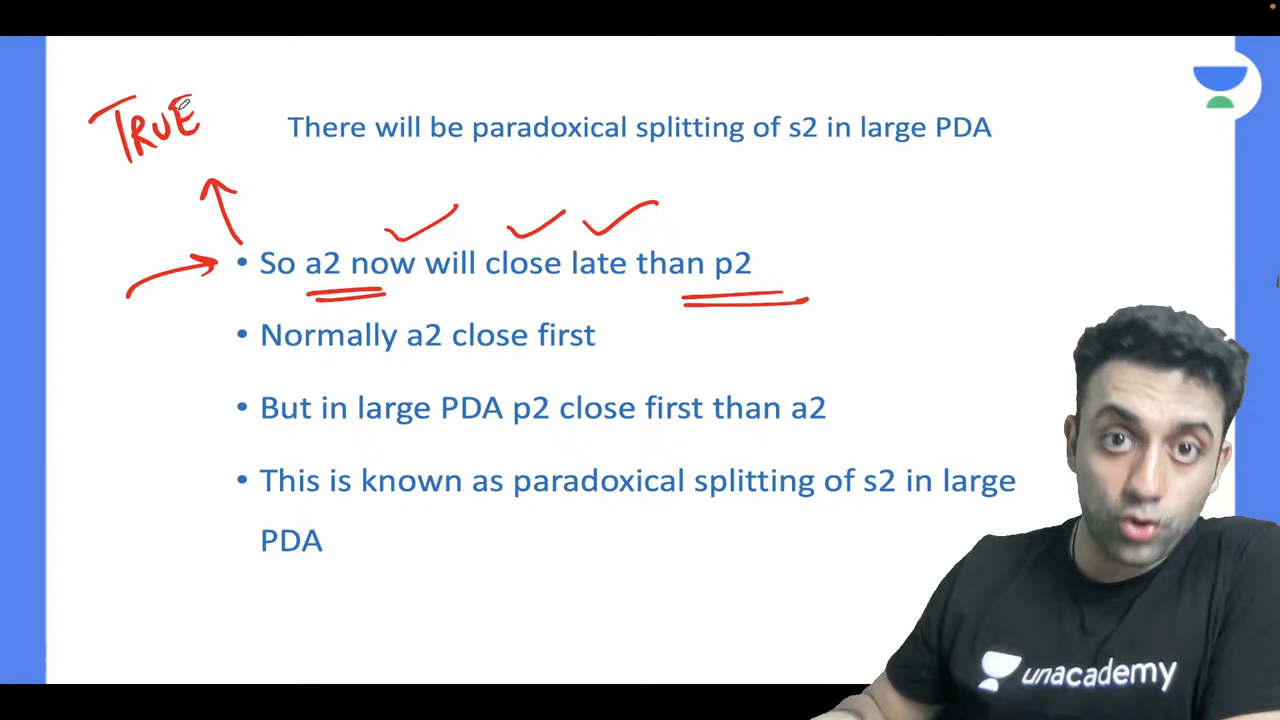 TRUE
There will be paradoxical splitting of s2 in large PDA
• So a2 now will close late than p2
• Normally a2 close first
• But in large PDA p2 close first than a2
• This is known as paradoxical splitting of s2 in large
PDA
unacademy